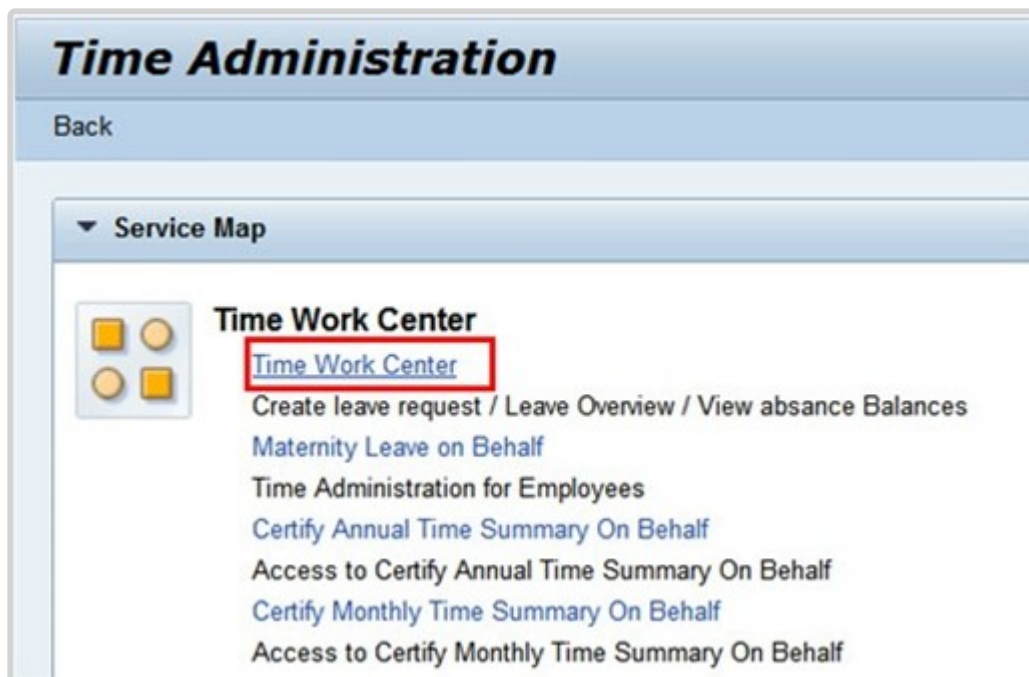 Time Administration
Back
Service Map
Time Work Center
Time Work Center
Create leave request / Leave Overview / View absance Balances
Maternity Leave on Behalf
Time Administration for Employees
Certify Annual Time Summary On Behalf
Access to Certify Annual Time Summary On Behalf
Certify Monthly Time Summary On Behalf
Access to Certify Monthly Time Summary On Behalf